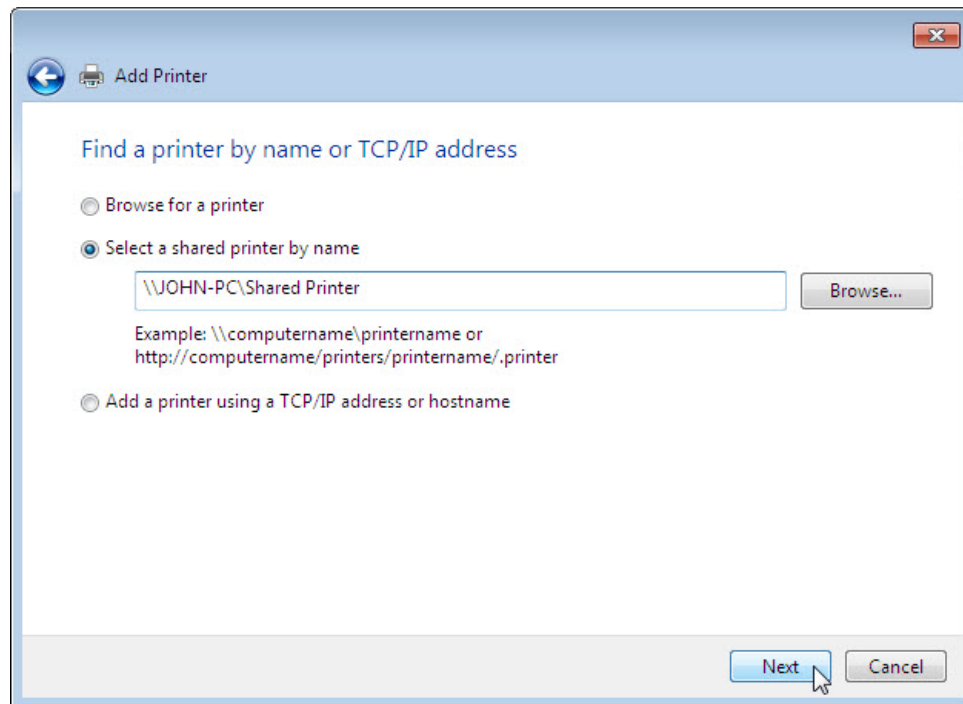 Add Printer
Find a printer by name or TCP/IP address
Browse for a printer
Select a shared printer by name
\\JOHN-PC\Shared Printer
Browse...
Example: \\computername\printername or
http://computername/printers/printername/.printer
Add a printer using a TCP/IP address or hostname
Next
Cancel